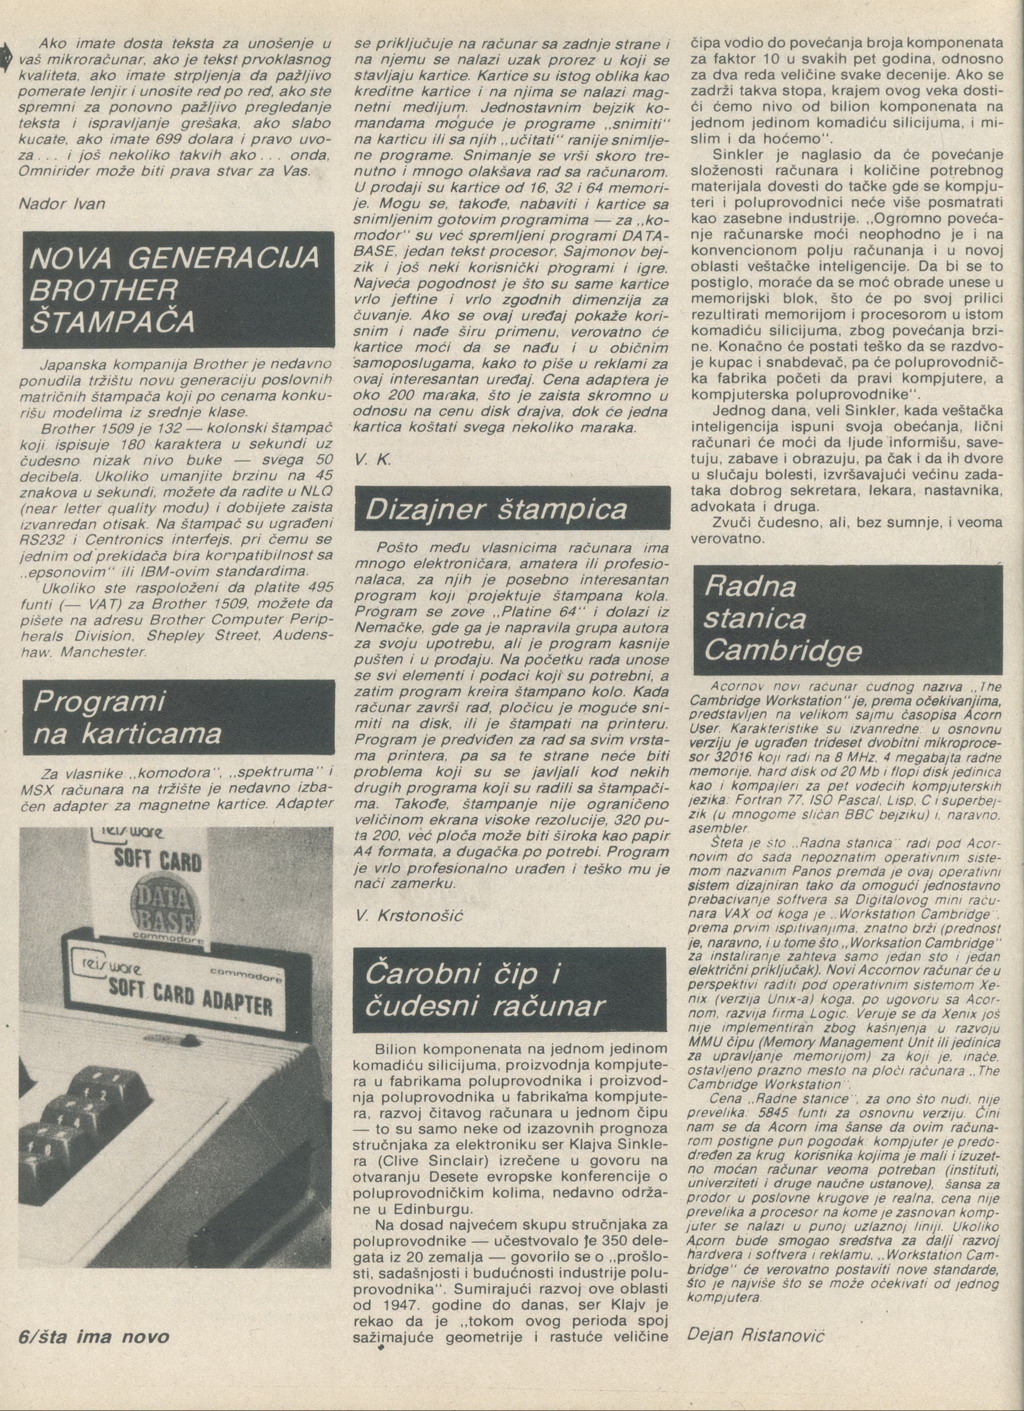 Ako imate dosta teksta za unošenje u
vaš mikroračunar, ako je tekst prvoklasnog
kvaliteta, ako imate strpljenja da pažljivo
pomerate lenjir i unosite red po red, ako ste
spremni za ponovno pažljivo pregledanje
teksta i ispravljanje grešaka, ako slabo
kucate, ako imate 699 dolara i pravo uvo-
za... i još nekoliko takvih ako... onda,
Omnirider može biti prava stvar za Vas.
Nador Ivan
NOVA GENERACIJA
BROTHER
ŠTAMPAČA
Japanska kompanija Brother je nedavno
ponudila tržištu novu generaciju poslovnih
matričnih štampača koji po cenama konku-
rišu modelima iz srednje klase.
Brother 1509 je 132 — kolonski štampač
koji ispisuje 180 karaktera u sekundi uz
čudesno nizak nivo buke — svega 50
decibela. Ukoliko umanjite brzinu na 45
znakova u sekundi, možete da radite u NLQ
(near letter quality modu) i dobijete zaista
izvanredan otisak. Na štampač su ugrađeni
RS232 i Centronics interfejs, pri čemu se
jednim od prekidača bira kompatibilnost sa
„epsonovim" ili IBM-ovim standardima.
Ukoliko ste raspoloženi da platite 495
funti (— VAT) za Brother 1509, možete da
pišete na adresu Brother Computer Perip-
herals Division, Shepley Street, Audens-
haw, Manchester.
Programi
na karticama
Za vlasnike „komodora", „spektruma" i
MSX računara na tržište je nedavno izba-
čen adapter za magnetne kartice. Adapter
reisware
SOFT CARD
DATA
BASE
commodore
reisware
commodore
SOFT CARD ADAPTER
6/šta ima novo
se priključuje na računar sa zadnje strane i
na njemu se nalazi uzak prorez u koji se
stavljaju kartice. Kartice su istog oblika kao
kreditne kartice i na njima se nalazi mag-
netni medijum. Jednostavnim bejzik ko-
mandama moguće je programe „snimiti"
na karticu ili sa njih „učitati" ranije snimlje-
ne programe. Snimanje se vrši skoro tre-
nutno i mnogo olakšava rad sa računarom.
U prodaji su kartice od 16, 32 i 64 memori-
je. Mogu se, takođe, nabaviti i kartice sa
snimljenim gotovim programima — za „ko-
modor" su već spremljeni programi DATA-
BASE, jedan tekst procesor, Sajmonov bej-
zik i još neki korisnički programi i igre.
Najveća pogodnost je što su same kartice
vrlo jeftine i vrlo zgodnih dimenzija za
čuvanje. Ako se ovaj uređaj pokaže kori-
snim i nađe širu primenu, verovatno će
kartice moći da se nađu i u običnim
samoposlugama, kako to piše u reklami za
ovaj interesantan uređaj. Cena adaptera je
oko 200 maraka, što je zaista skromno u
odnosu na cenu disk drajva, dok će jedna
kartica koštati svega nekoliko maraka.
V. K.
Dizajner štampica
Pošto među vlasnicima računara ima
mnogo elektroničara, amatera ili profesio-
nalaca, za njih je posebno interesantan
program koji projektuje štampana kola.
Program se zove „Platine 64" i dolazi iz
Nemačke, gde ga je napravila grupa autora
za svoju upotrebu, ali je program kasnije
pušten i u prodaju. Na početku rada unose
se svi elementi i podaci koji su potrebni, a
zatim program kreira štampano kolo. Kada
računar završi rad, pločicu je moguće sni-
miti na disk, ili je štampati na printeru.
Program je predviđen za rad sa svim vrsta-
ma printera, pa sa te strane neće biti
problema koji su se javljali kod nekih
drugih programa koji su radili sa štampači-
ma. Takođe, štampanje nije ograničeno
veličinom ekrana visoke rezolucije, 320 pu-
ta 200, već ploča može biti široka kao papir
A4 formata, a dugačka po potrebi. Program
je vrlo profesionalno urađen i teško mu je
naći zamerku.
V. Krstonošić
Čarobni čip i
čudesni računar
Bilion komponenata na jednom jedinom
komadiću silicijuma, proizvodnja kompjute-
ra u fabrikama poluprovodnika i proizvod-
nja poluprovodnika u fabrikama kompjute-
ra, razvoj čitavog računara u jednom čipu
— to su samo neke od izazovnih prognoza
stručnjaka za elektroniku ser Klajva Sinkle-
ra (Clive Sinclair) izrečene u govoru na
otvaranju Desete evropske konferencije o
poluprovodničkim kolima, nedavno održa-
ne u Edinburgu.
Na dosad najvećem skupu stručnjaka za
poluprovodnike — učestvovalo je 350 dele-
gata iz 20 zemalja — govorilo se o „prošlo-
sti, sadašnjosti i budućnosti industrije polu-
provodnika". Sumirajući razvoj ove oblasti
od 1947. godine do danas, ser Klajv je
rekao da je „tokom ovog perioda spoj
sažimajuće geometrije i rastuće veličine
čipa vodio do povećanja broja komponenata
za faktor 10 u svakih pet godina, odnosno
za dva reda veličine svake decenije. Ako se
zadrži takva stopa, krajem ovog veka dosti-
ći ćemo nivo od bilion komponenata na
jednom jedinom komadiću silicijuma, i mi-
slim i da hoćemo".
Sinkler je naglasio da će povećanje
složenosti računara i količine potrebnog
materijala dovesti do tačke gde se kompju-
teri i poluprovodnici neće više posmatrati
kao zasebne industrije. „Ogromno poveća-
nje računarske moći neophodno je i na
konvencionom polju računanja i u novoj
oblasti veštačke inteligencije. Da bi se to
postiglo, moraće da se moć obrade unese u
memorijski blok, što će po svoj prilici
rezultirati memorijom i procesorom u istom
komadiću silicijuma, zbog povećanja brzi-
ne. Konačno će postati teško da se razdvo-
je kupac i snabdevač, pa će poluprovodnič-
ka fabrika početi da pravi kompjutere, a
kompjuterska poluprovodnike".
Jednog dana, veli Sinkler, kada veštačka
inteligencija ispuni svoja obećanja, lični
računari će moći da ljude informišu, save-
tuju, zabave i obrazuju, pa čak i da ih dvore
u slučaju bolesti, izvršavajući većinu zada-
taka dobrog sekretara, lekara, nastavnika,
advokata i druga.
Zvuči čudesno, ali, bez sumnje, i veoma
verovatno.
Radna
stanica
Cambridge
Acornov novi računar čudnog naziva „The
Cambridge Workstation" je, prema očekivanjima,
predstavljen na velikom sajmu časopisa Acorn
User. Karakteristike su izvanredne: u osnovnu
verziju je ugrađen trideset dvobitni mikroproce-
sor 32016 koji radi na 8 MHz, 4 megabajta radne
memorije, hard disk od 20 Mb i flopi disk jedinica
kao i kompajleri za pet vodecih kompjuterskih
jezika: Fortran 77, ISO Pascal, Lisp, C i superbej-
zik (u mnogome sličan BBC bejziku) i, naravno,
asembler.
Šteta je što „Radna stanica" radi pod Acor-
novim do sada nepoznatim operativnim siste-
mom nazvanim Panos premda je ovaj operativni
sistem dizajniran tako da omogući jednostavno
prebacivanje softvera sa Digitalovog mini raču-
nara VAX od koga je „Workstation Cambridge",
prema prvim ispitivanjima, znatno brži (prednost
je, naravno, i u tome što „Worksation Cambridge"
za instaliranje zahteva samo jedan sto i jedan
električni priključak). Novi Accornov računar će u
perspektivi raditi pod operativnim sistemom Xe-
nix (verzija Unix-a) koga, po ugovoru sa Acor-
nom, razvija firma Logic. Veruje se da Xenix još
nije implementiran zbog kašnjenja u razvoju
MMU čipu (Memory Management Unit ili jedinica
za upravljanje memorijom) za koji je, inače,
ostavljeno prazno mesto na ploči računara „The
Cambridge Workstation".
Cena „Radne stanice", za ono što nudi, nije
prevelika: 5845 funti za osnovnu verziju. Čini
nam se da Acorn ima šanse da ovim računa-
rom postigne pun pogodak: kompjuter je predo-
dređen za krug korisnika kojima je mali i izuzet-
no moćan računar veoma potreban (instituti,
univerziteti i druge naučne ustanove), šansa za
prodor u poslovne krugove je realna, cena nije
prevelika a procesor na kome je zasnovan komp-
juter se nalazi u punoj uzlaznoj liniji. Ukoliko
Acorn bude smogao sredstva za dalji razvoj
hardvera i softvera i reklamu, „Workstation Cam-
bridge" će verovatno postaviti nove standarde,
što je najviše što se može očekivati od jednog
kompjutera.
Dejan Ristanović